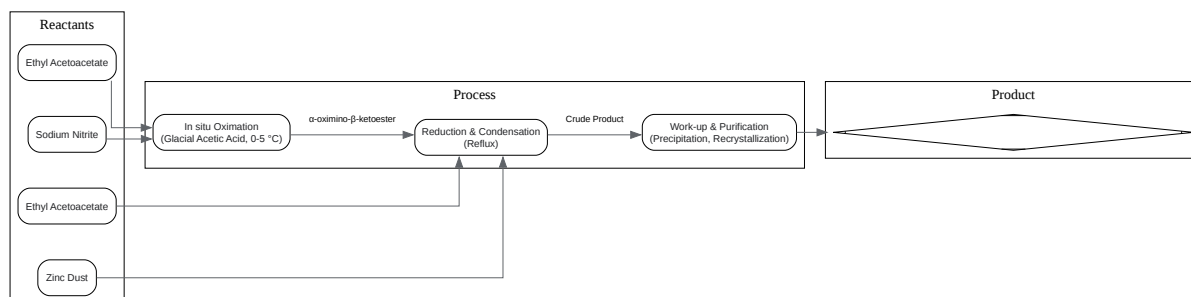 Reactants
Ethyl Acetoacetate
Sodium Nitrite
Ethyl Acetoacetate
Zinc Dust
Process
In situ Oximation
(Glacial Acetic Acid, 0-5 °C)
α-oximino-β-ketoester
Reduction & Condensation
(Reflux)
Crude Product
Work-up & Purification
(Precipitation, Recrystallization)
Product